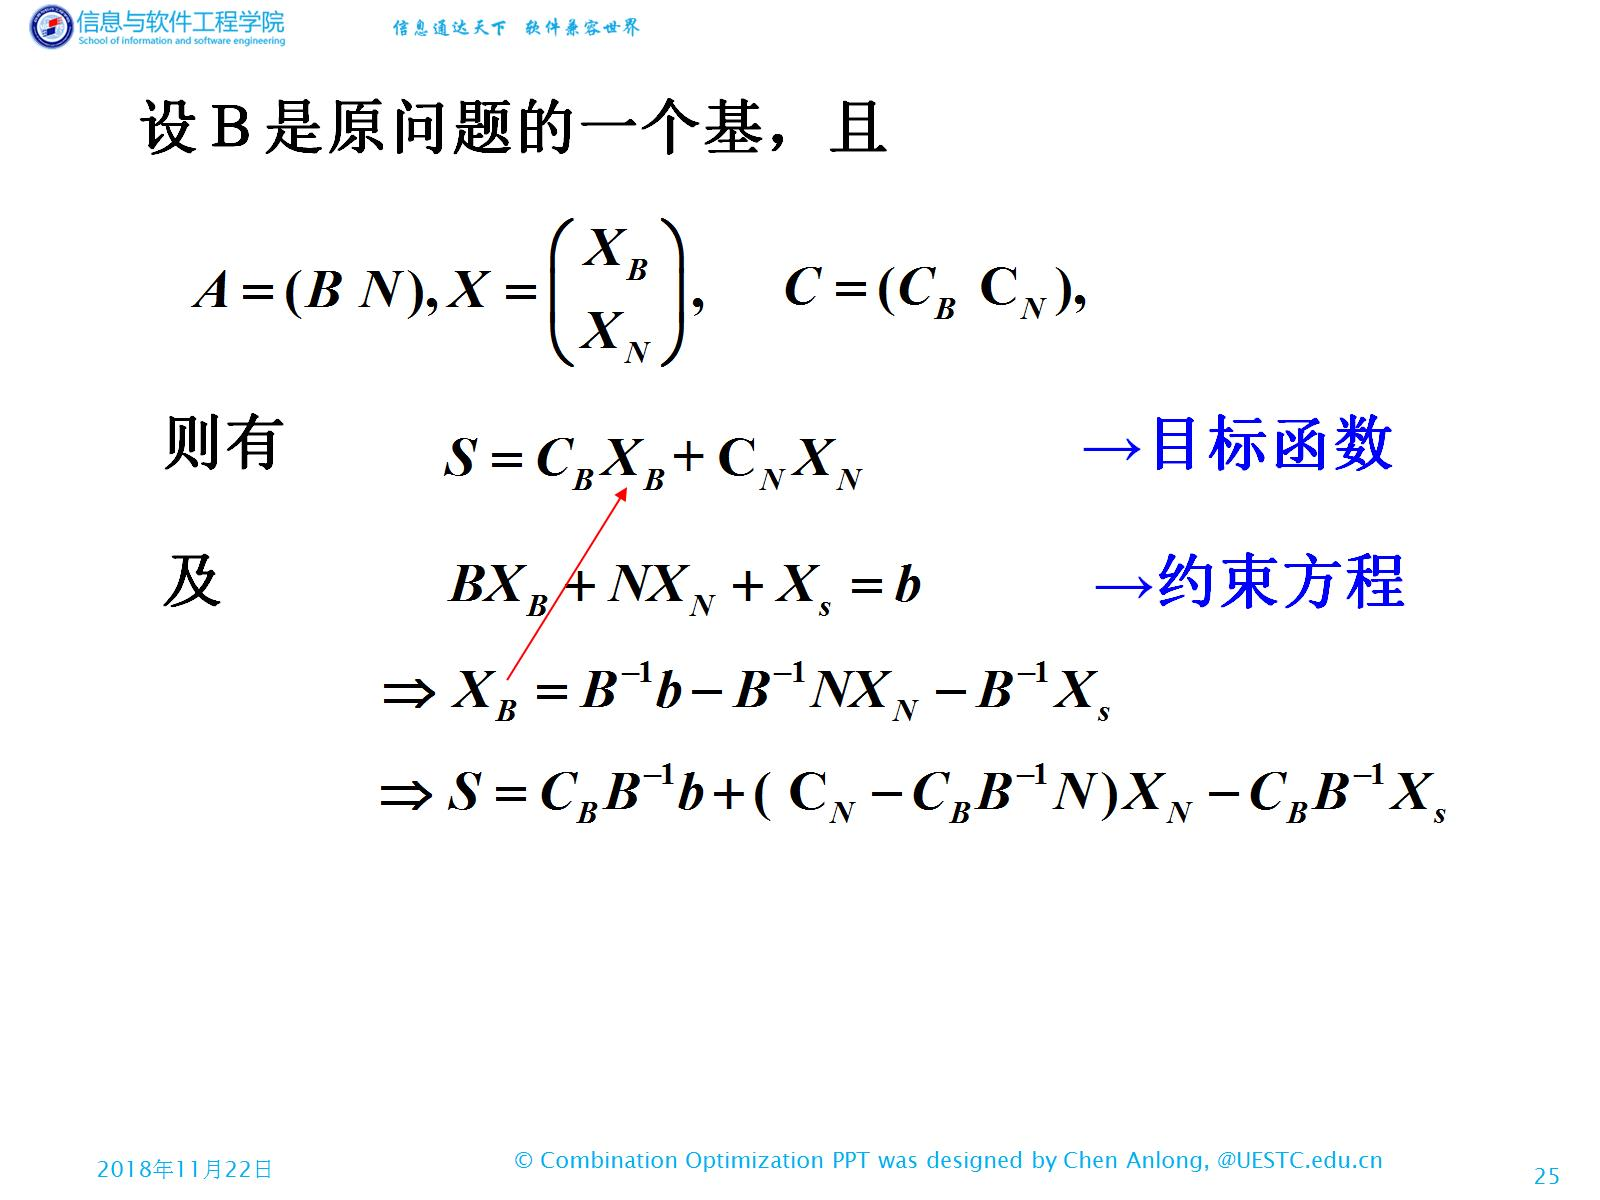 信息与软件工程学院
School of information and software engineering
信息通达天下 软件兼容世界
设B是原问题的一个基，且
A = (B N), X = (X_B X_N), C = (C_B C_N),
则有 S = C_B X_B + C_N X_N →目标函数
及 BX_B + NX_N + X_s = b →约束方程
⇒ X_B = B^{-1}b − B^{-1}NX_N − B^{-1}X_s
⇒ S = C_B B^{-1}b + ( C_N − C_B B^{-1}N)X_N − C_B B^{-1}X_s
2018年11月22日
© Combination Optimization PPT was designed by Chen Anlong, @UESTC.edu.cn
25